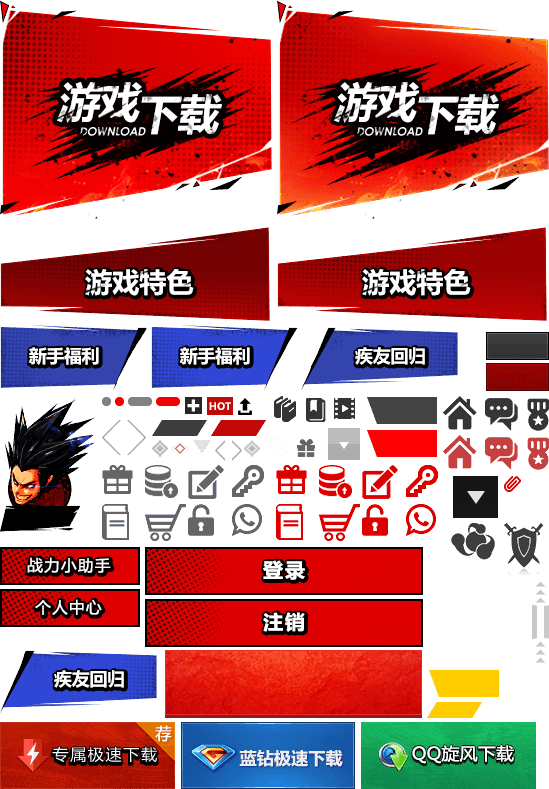 游戏下载
DOWNLOAD
游戏下载
DOWNLOAD
游戏特色
游戏特色
新手福利
新手福利
疾友回归
HOT
战力小助手
登录
个人中心
注销
疾友回归
荐
专属极速下载
蓝钻极速下载
QQ旋风下载